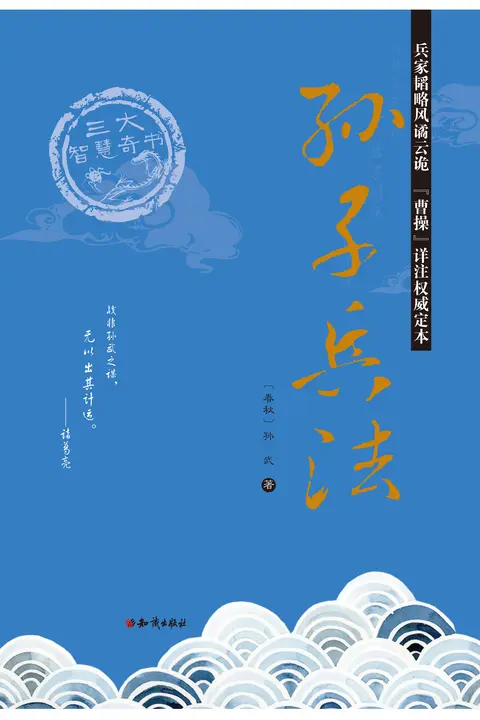 兵家韬略风谲云诡 『曹操』详注权威定本
孙子兵法
〔春秋〕孙武 著
三大
智慧奇书
战非孙武之谋，
无以出其计运。
——诸葛亮
知识出版社